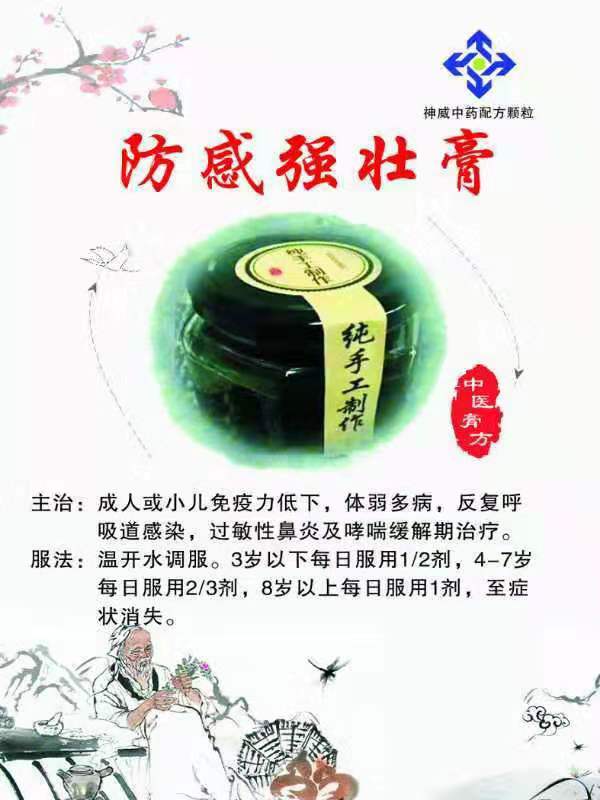 神威中药配方颗粒
防感强壮膏
纯手工制作
中医膏方
主治：成人或小儿免疫力低下，体弱多病，反复呼
吸道感染，过敏性鼻炎及哮喘缓解期治疗。
服法：温开水调服。3岁以下每日服用1/2剂，4-7岁
每日服用2/3剂，8岁以上每日服用1剂，至症
状消失。